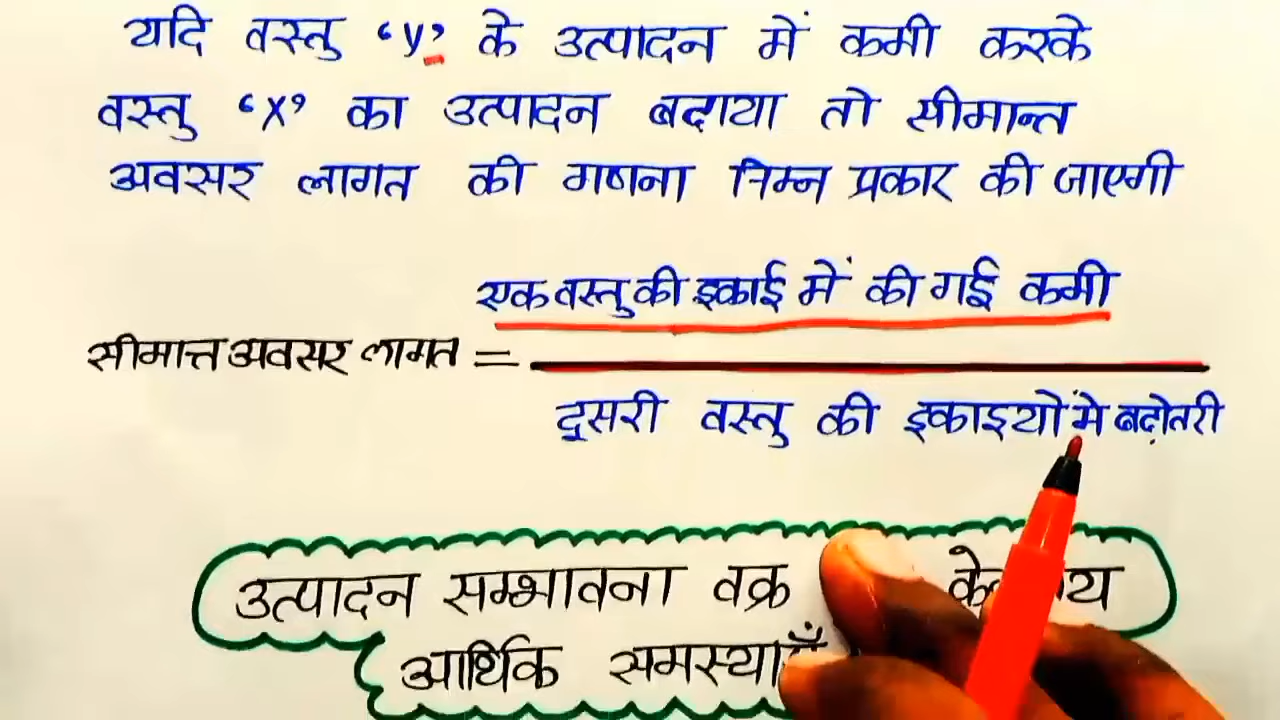 यदि वस्तु ‘y’ के उत्पादन में कमी करके
वस्तु ‘X’ का उत्पादन बढ़ाया तो सीमान्त
अवसर लागत की गणना निम्न प्रकार की जाएगी
एक वस्तु की इकाई में की गई कमी
सीमान्त अवसर लागत =
दूसरी वस्तु की इकाइयों में बढ़ोतरी
उत्पादन सम्भावना वक्र
आर्थिक समस्याएँ